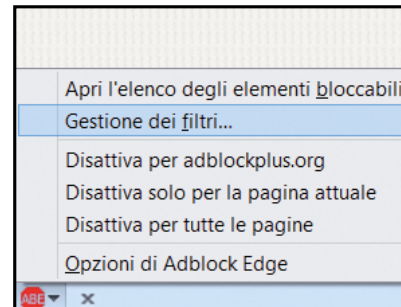 Apri l'elenco degli elementi bloccabili
Gestione dei filtri...
Disattiva per adblockplus.org
Disattiva solo per la pagina attuale
Disattiva per tutte le pagine
Opzioni di Adblock Edge
ABE